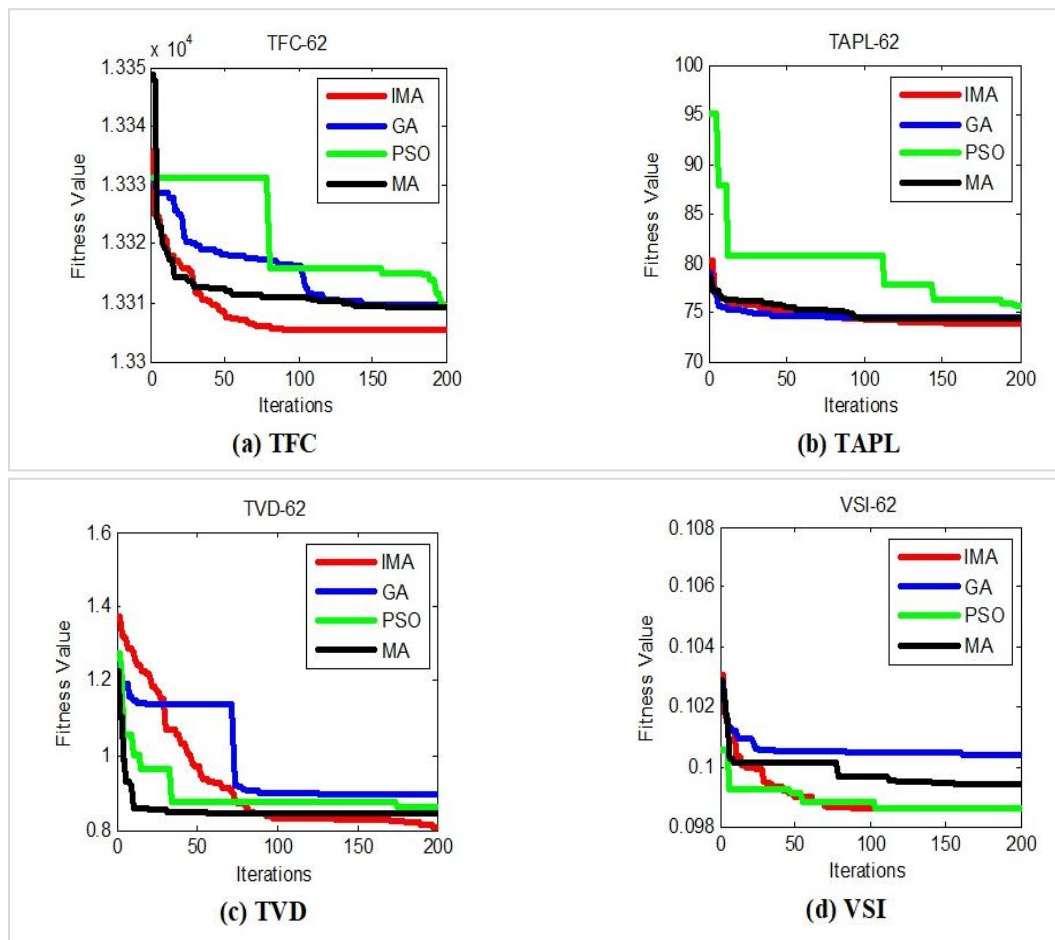 TFC-62
x 10^4
1.335
1.334
1.333
1.332
1.331
1.33
Fitness Value
IMA
GA
PSO
MA
0 50 100 150 200
Iterations
(a) TFC
TAPL-62
100
95
90
85
80
75
70
Fitness Value
IMA
GA
PSO
MA
0 50 100 150 200
Iterations
(b) TAPL
TVD-62
1.6
1.4
1.2
1
0.8
Fitness Value
IMA
GA
PSO
MA
0 50 100 150 200
Iterations
(c) TVD
VSI-62
0.108
0.106
0.104
0.102
0.1
0.098
Fitness Value
IMA
GA
PSO
MA
0 50 100 150 200
Iterations
(d) VSI